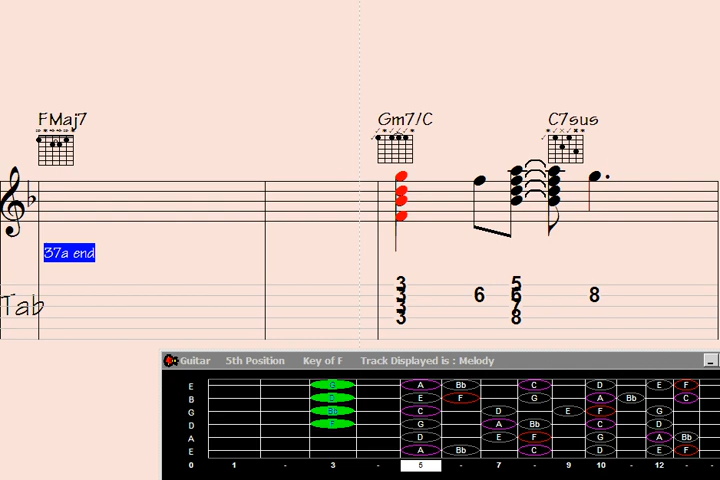 FMaj7 Gm7/C C7sus
37a end
3 5
Tab 3 6 6 8
3 7
3 8
Guitar 5th Position Key of F Track Displayed is : Melody
E G A Bb C D E F
B D E F G A Bb C
G Bb C D E F G
D F G A Bb C D
A D E F G A Bb
E A Bb C D E F
0 1 - 3 - 5 - 7 - 9 10 - 12 - -